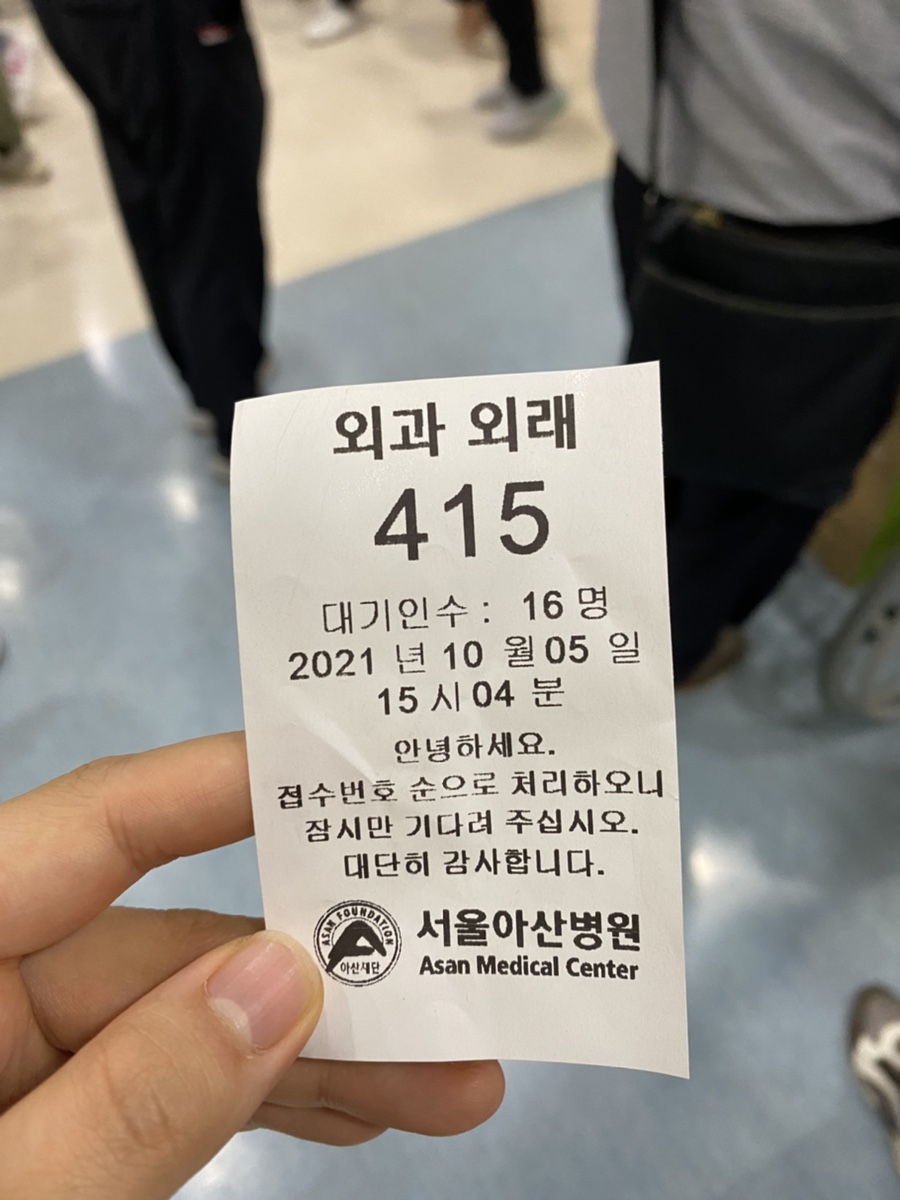 외과 외래
415
대기인수 : 16 명
2021 년 10 월 05 일
15 시 04 분
안녕하세요.
접수번호 순으로 처리하오니
잠시만 기다려 주십시오.
대단히 감사합니다.
ASAN FOUNDATION
아산재단
서울아산병원
Asan Medical Center